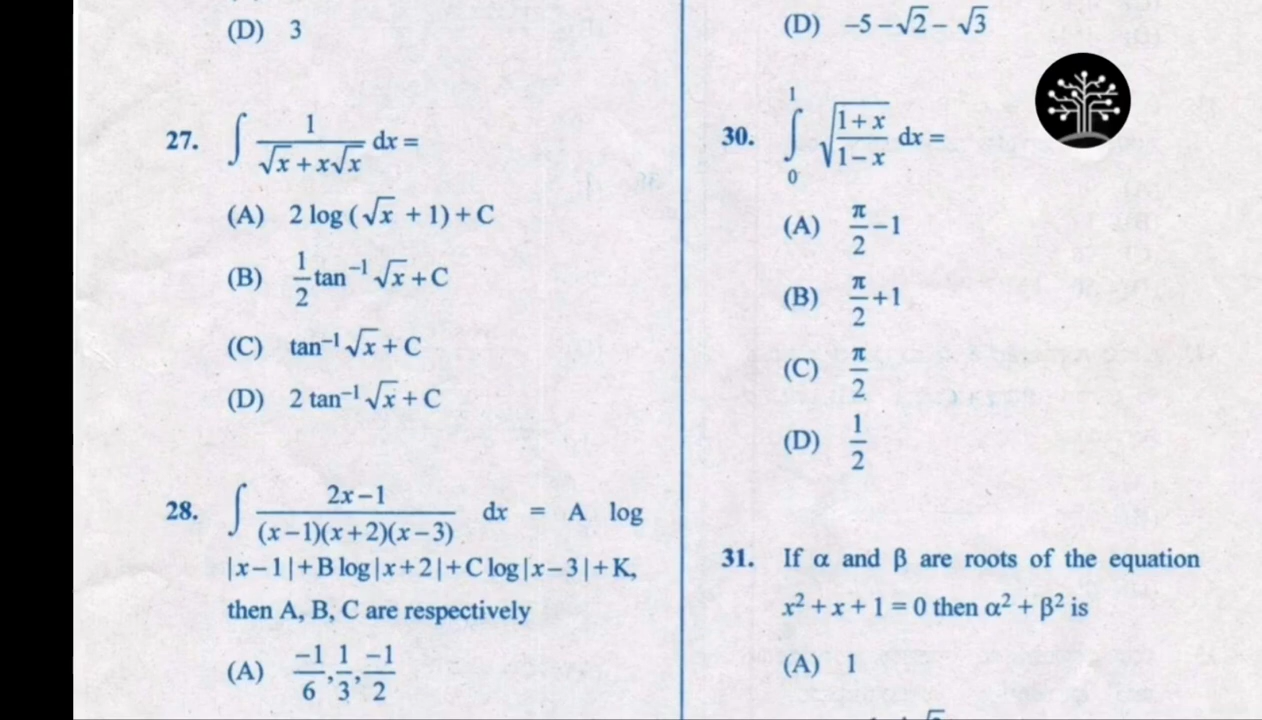 (D) 3
27. ∫ 1/(√x + x√x) dx =
(A) 2 log (√x + 1) + C
(B) 1/2 tan⁻¹ √x + C
(C) tan⁻¹ √x + C
(D) 2 tan⁻¹ √x + C
28. ∫ (2x−1)/((x−1)(x+2)(x−3)) dx = A log
|x−1|+B log|x+2|+C log|x−3|+K,
then A, B, C are respectively
(A) −1/6, 1/3, −1/2
(D) −5 −√2 − √3
30. ∫₀¹ √((1+x)/(1−x)) dx =
(A) π/2 −1
(B) π/2 +1
(C) π/2
(D) 1/2
31. If α and β are roots of the equation
x² + x + 1 = 0 then α² + β² is
(A) 1